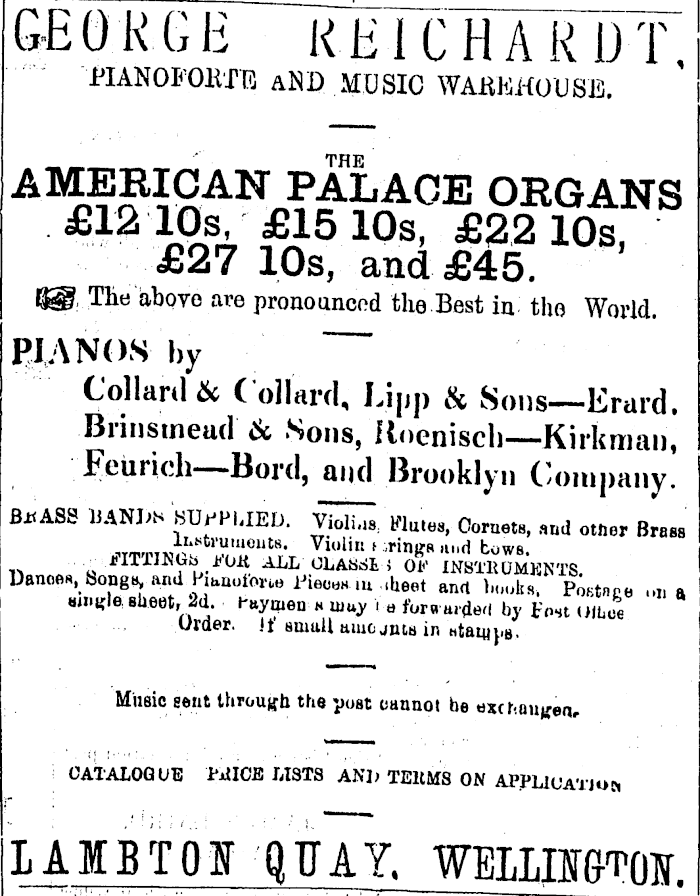 GEORGE REICHARDT,
PIANOFORTE AND MUSIC WAREHOUSE.
THE
AMERICAN PALACE ORGANS
£12 10s, £15 10s, £22 10s,
£27 10s, and £45.
The above are pronounced the Best in the World.
PIANOS by
Collard & Collard, Lipp & Sons—Erard.
Brinsmead & Sons, Roenisch—Kirkman,
Feurich—Bord, and Brooklyn Company.
BRASS BANDS SUPPLIED. Violins, Flutes, Cornets, and other Brass
Instruments. Violin strings and bows.
FITTINGS FOR ALL CLASSES OF INSTRUMENTS.
Dances, Songs, and Pianoforte Pieces in sheet and books. Postage on a
single sheet, 2d. Payments may be forwarded by Post Office
Order. If small amounts in stamps.
Music sent through the post cannot be exchanged.
CATALOGUE PRICE LISTS AND TERMS ON APPLICATION
LAMBTON QUAY, WELLINGTON.